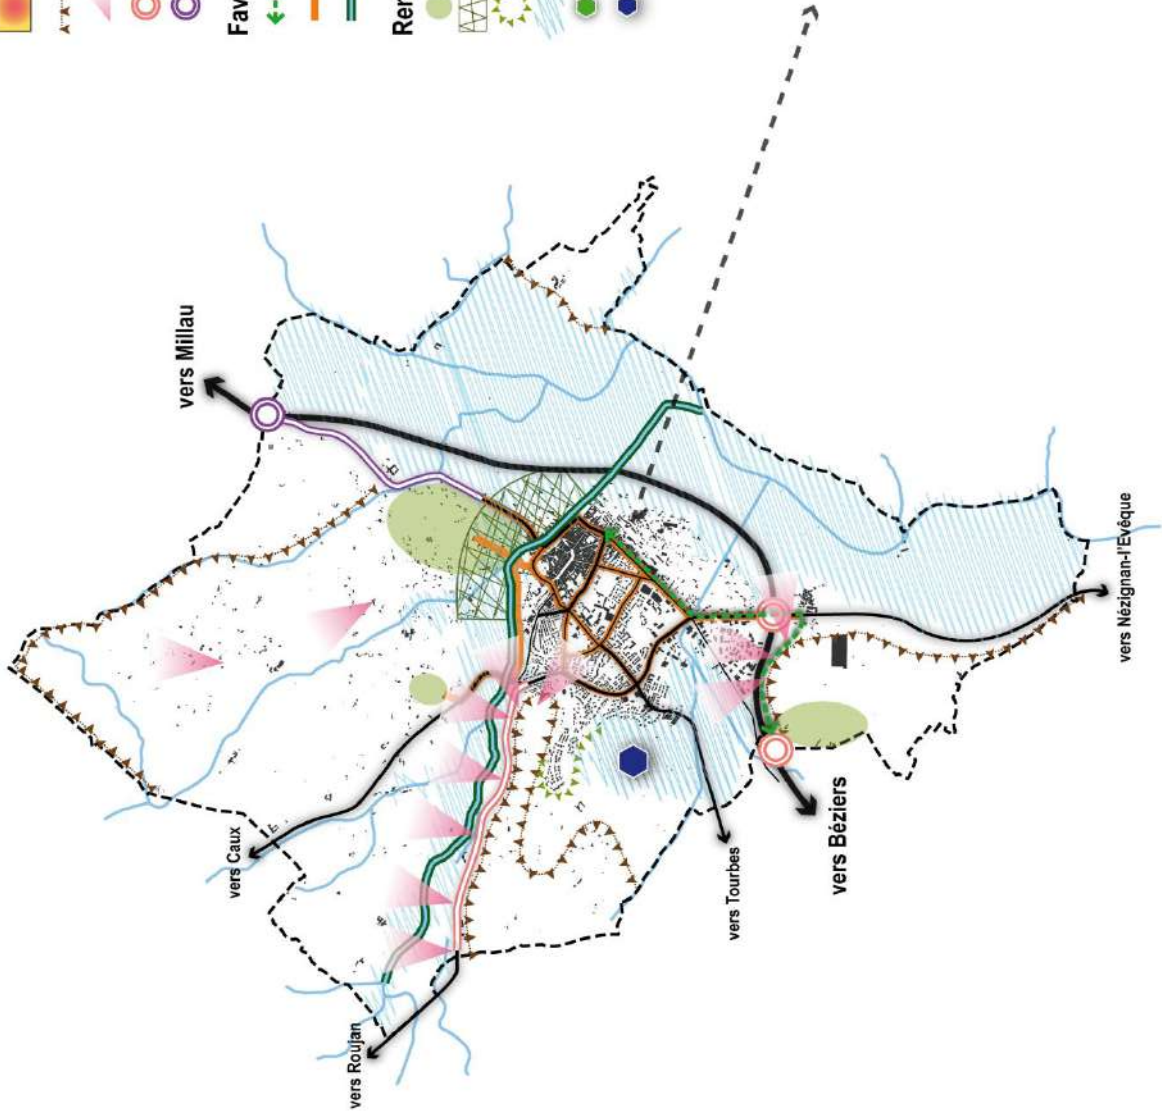 Fav
Rer
vers Millau
vers Caux
vers Roujan
vers Tourbes
vers Béziers
vers Nézignan-l'Evêque